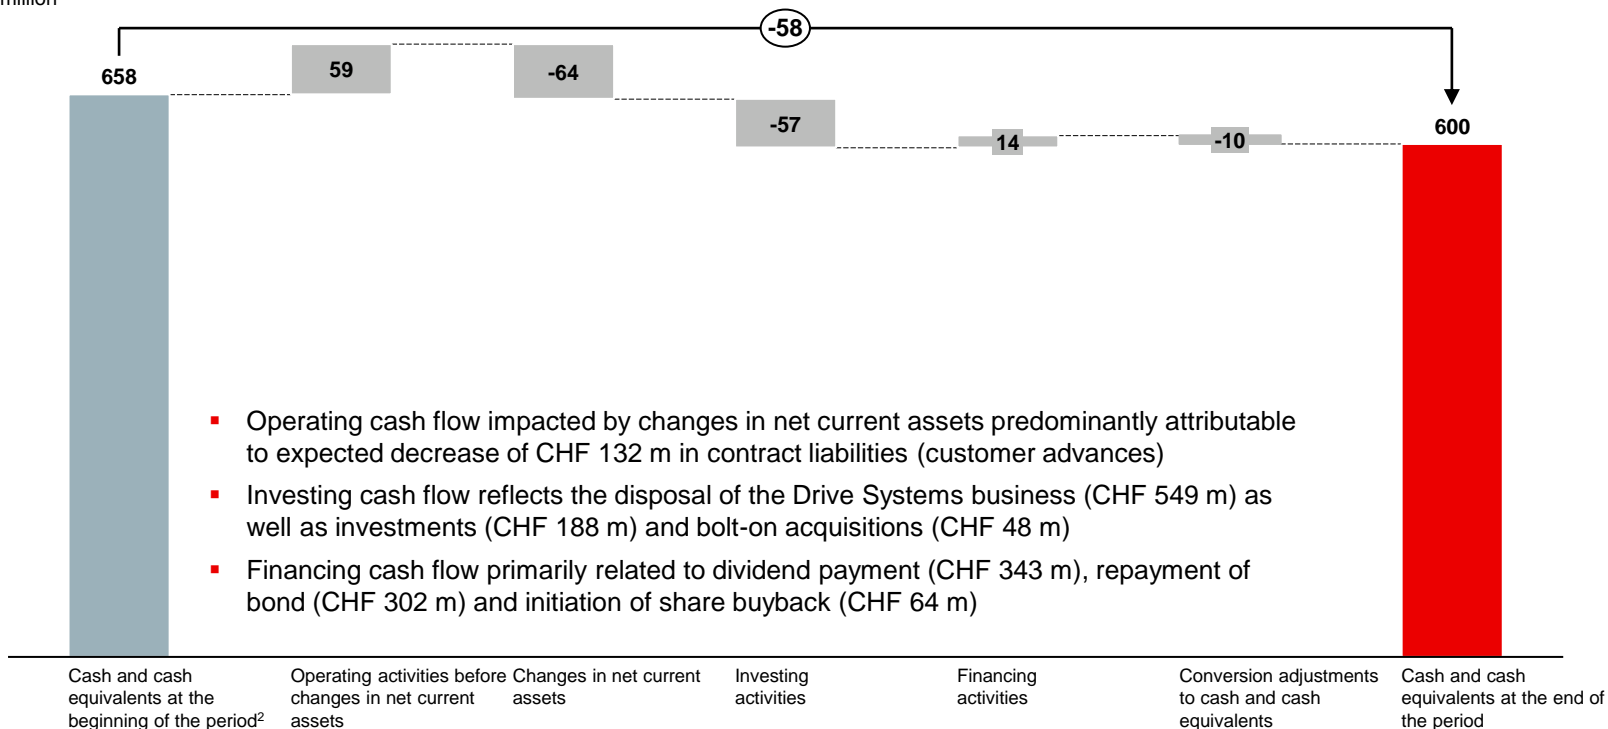 million
-58
658
59
-64
-57
14
-10
600
▪ Operating cash flow impacted by changes in net current assets predominantly attributable
to expected decrease of CHF 132 m in contract liabilities (customer advances)
▪ Investing cash flow reflects the disposal of the Drive Systems business (CHF 549 m) as
well as investments (CHF 188 m) and bolt-on acquisitions (CHF 48 m)
▪ Financing cash flow primarily related to dividend payment (CHF 343 m), repayment of
bond (CHF 302 m) and initiation of share buyback (CHF 64 m)
Cash and cash
equivalents at the
beginning of the period²
Operating activities before
changes in net current
assets
Changes in net current
assets
Investing
activities
Financing
activities
Conversion adjustments
to cash and cash
equivalents
Cash and cash
equivalents at the end of
the period